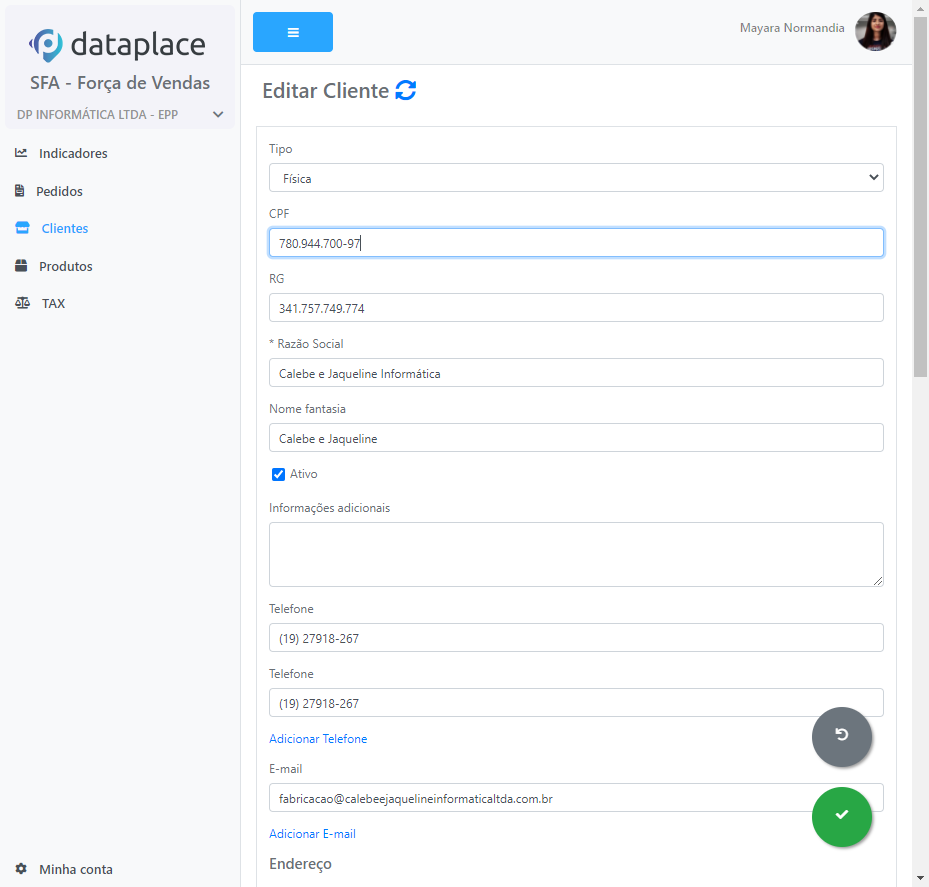 dataplace
SFA - Força de Vendas
DP INFORMÁTICA LTDA - EPP
Indicadores
Pedidos
Clientes
Produtos
TAX
Minha conta
Mayara Normandia
Editar Cliente
Tipo
Física
CPF
780.944.700-97
RG
341.757.749.774
* Razão Social
Calebe e Jaqueline Informática
Nome fantasia
Calebe e Jaqueline
Ativo
Informações adicionais
Telefone
(19) 27918-267
Telefone
(19) 27918-267
Adicionar Telefone
E-mail
fabricacao@calebeejaquelineinformaticaltda.com.br
Adicionar E-mail
Endereço